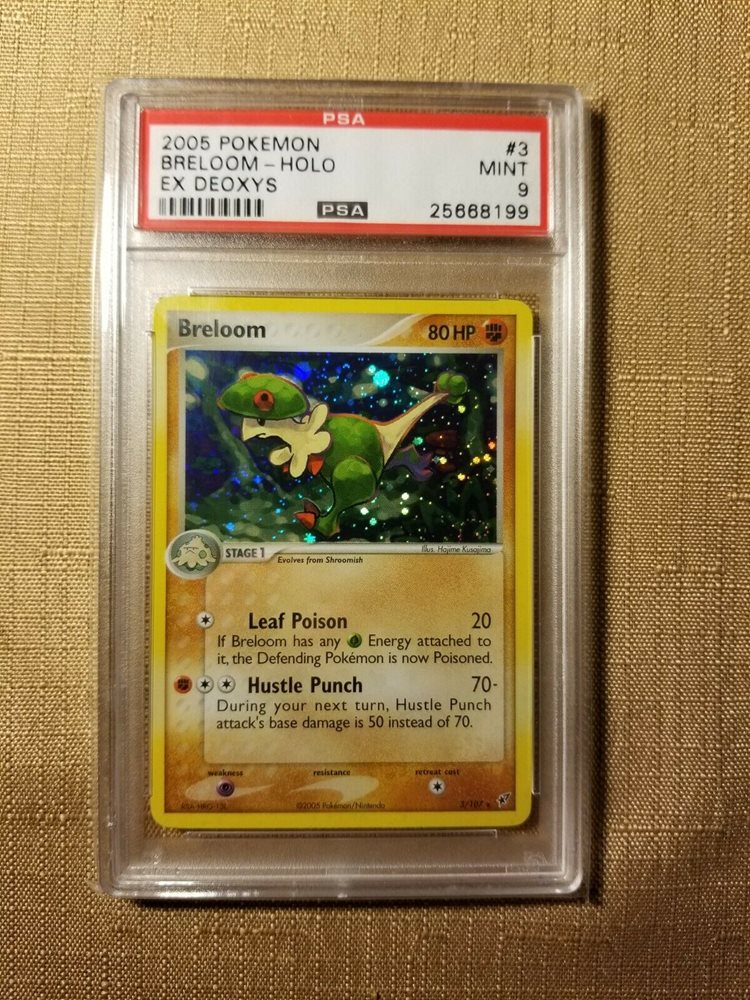 PSA
2005 POKEMON #3
BRELOOM - HOLO MINT
EX DEOXYS 9
PSA 25668199
Breloom 80 HP
STAGE 1 Illus. Hajime Kusajima
Evolves from Shroomish
Leaf Poison 20
If Breloom has any Energy attached to
it, the Defending Pokémon is now Poisoned.
Hustle Punch 70-
During your next turn, Hustle Punch
attack's base damage is 50 instead of 70.
weakness resistance retreat cost
©2005 Pokémon/Nintendo 3/107